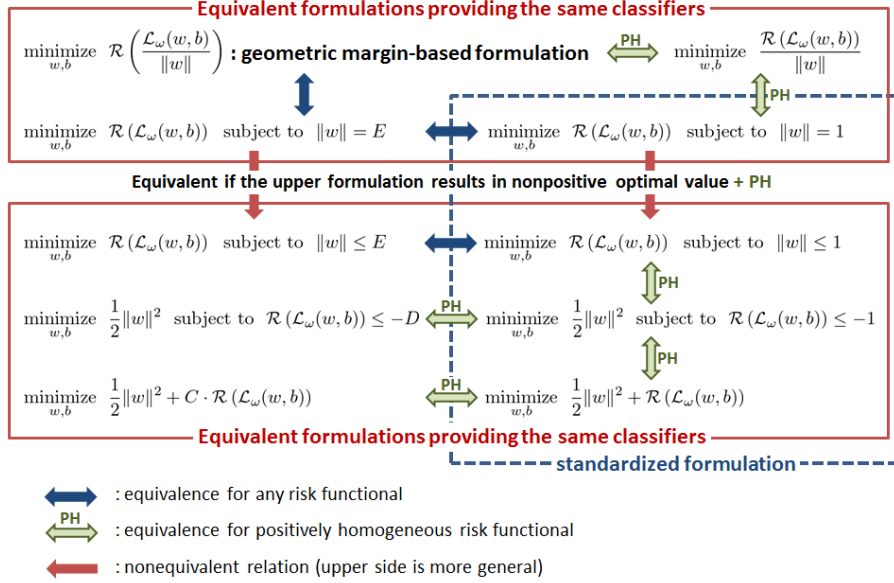 Equivalent formulations providing the same classifiers
minimize_{w,b} ℛ(ℒ_ω(w, b) / ‖w‖) : geometric margin-based formulation PH minimize_{w,b} ℛ(ℒ_ω(w, b)) / ‖w‖
PH
minimize_{w,b} ℛ(ℒ_ω(w, b)) subject to ‖w‖ = E minimize_{w,b} ℛ(ℒ_ω(w, b)) subject to ‖w‖ = 1
Equivalent if the upper formulation results in nonpositive optimal value + PH
minimize_{w,b} ℛ(ℒ_ω(w, b)) subject to ‖w‖ ≤ E minimize_{w,b} ℛ(ℒ_ω(w, b)) subject to ‖w‖ ≤ 1
PH
minimize_{w,b} 1/2 ‖w‖² subject to ℛ(ℒ_ω(w, b)) ≤ −D PH minimize_{w,b} 1/2 ‖w‖² subject to ℛ(ℒ_ω(w, b)) ≤ −1
PH
minimize_{w,b} 1/2 ‖w‖² + C · ℛ(ℒ_ω(w, b)) PH minimize_{w,b} 1/2 ‖w‖² + ℛ(ℒ_ω(w, b))
Equivalent formulations providing the same classifiers
standardized formulation
: equivalence for any risk functional
PH : equivalence for positively homogeneous risk functional
: nonequivalent relation (upper side is more general)